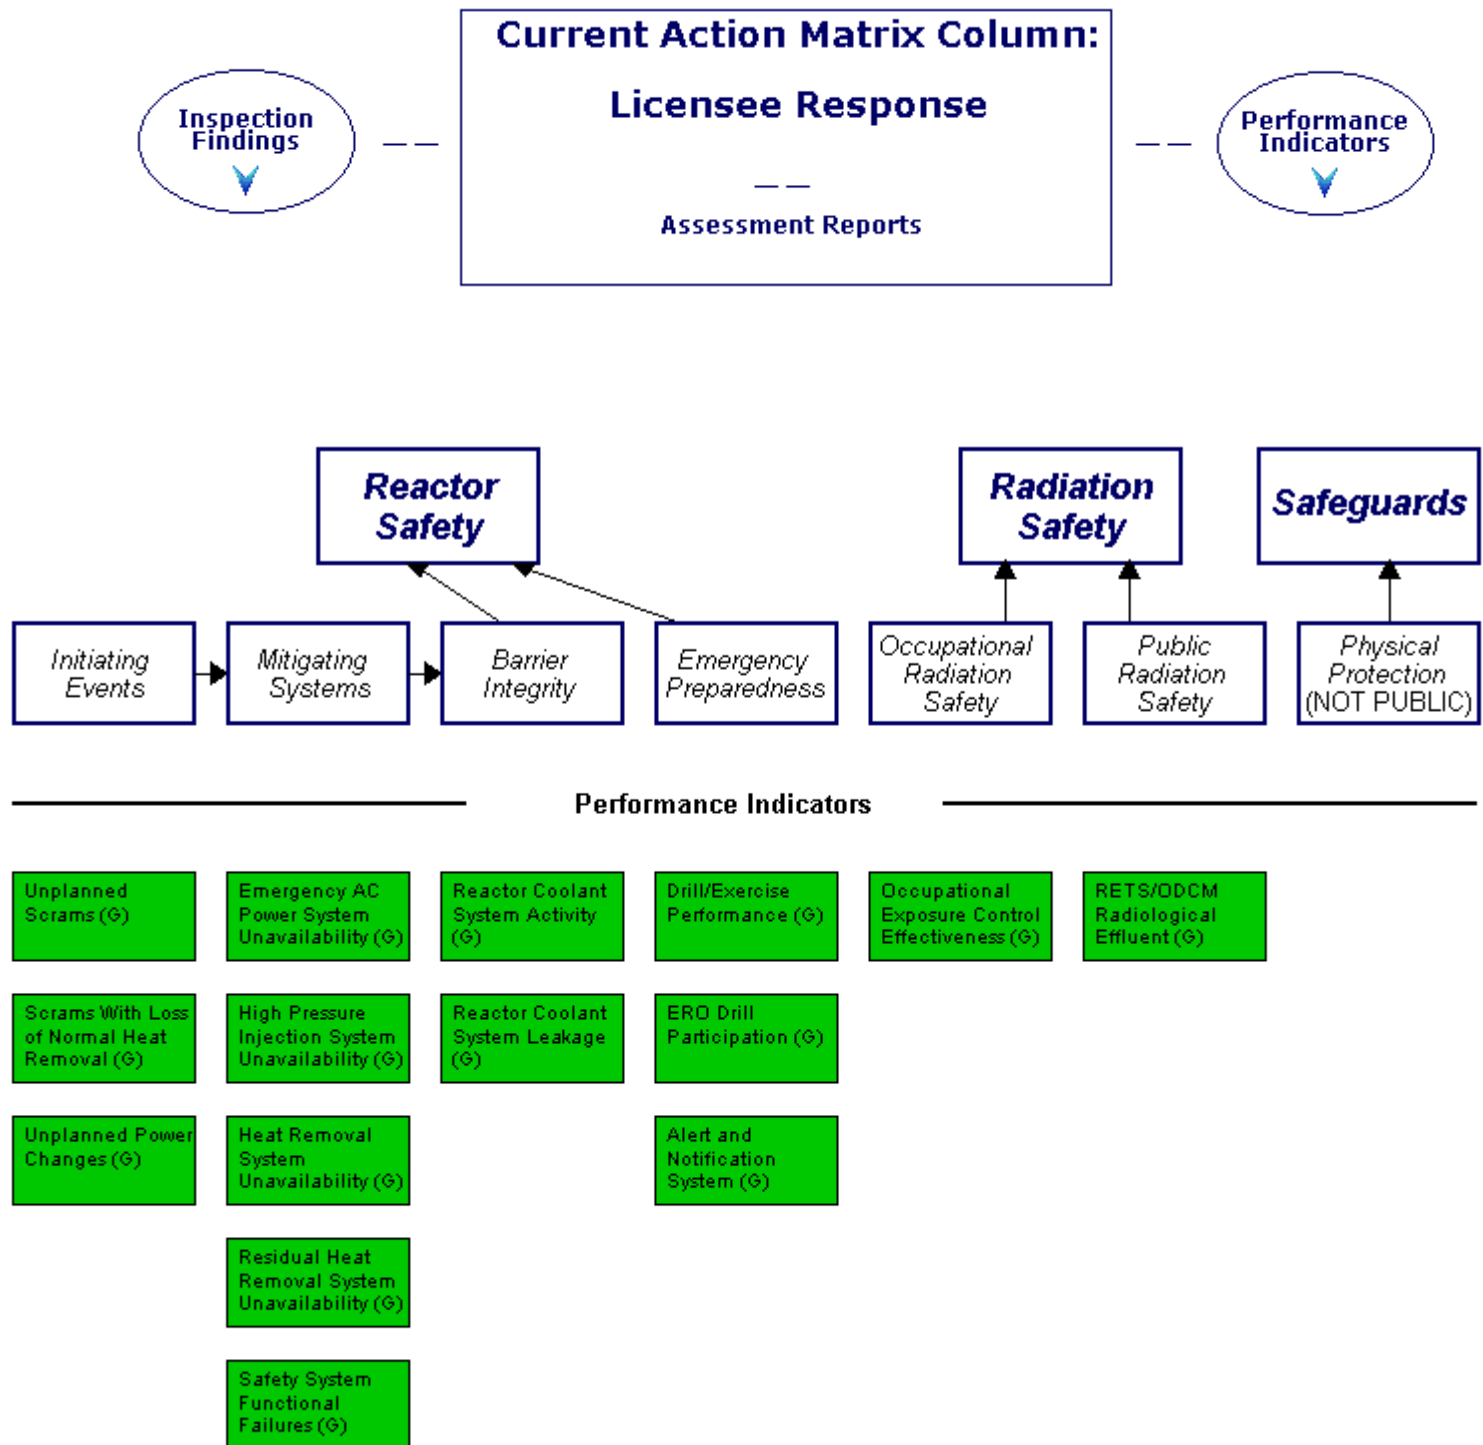 Current Action Matrix Column:
Licensee Response
Assessment Reports
Inspection
Findings
Performance
Indicators
Reactor
Safety
Radiation
Safety
Safeguards
Initiating
Events
Mitigating
Systems
Barrier
Integrity
Emergency
Preparedness
Occupational
Radiation
Safety
Public
Radiation
Safety
Physical
Protection
(NOT PUBLIC)
Performance Indicators
Unplanned
Scrams (G)
Emergency AC
Power System
Unavailability (G)
Reactor Coolant
System Activity
(G)
Drill/Exercise
Performance (G)
Occupational
Exposure Control
Effectiveness (G)
RETS/ODCM
Radiological
Effluent (G)
Scrams With Loss
of Normal Heat
Removal (G)
High Pressure
Injection System
Unavailability (G)
Reactor Coolant
System Leakage
(G)
ERO Drill
Participation (G)
Unplanned Power
Changes (G)
Heat Removal
System
Unavailability (G)
Alert and
Notification
System (G)
Residual Heat
Removal System
Unavailability (G)
Safety System
Functional
Failures (G)